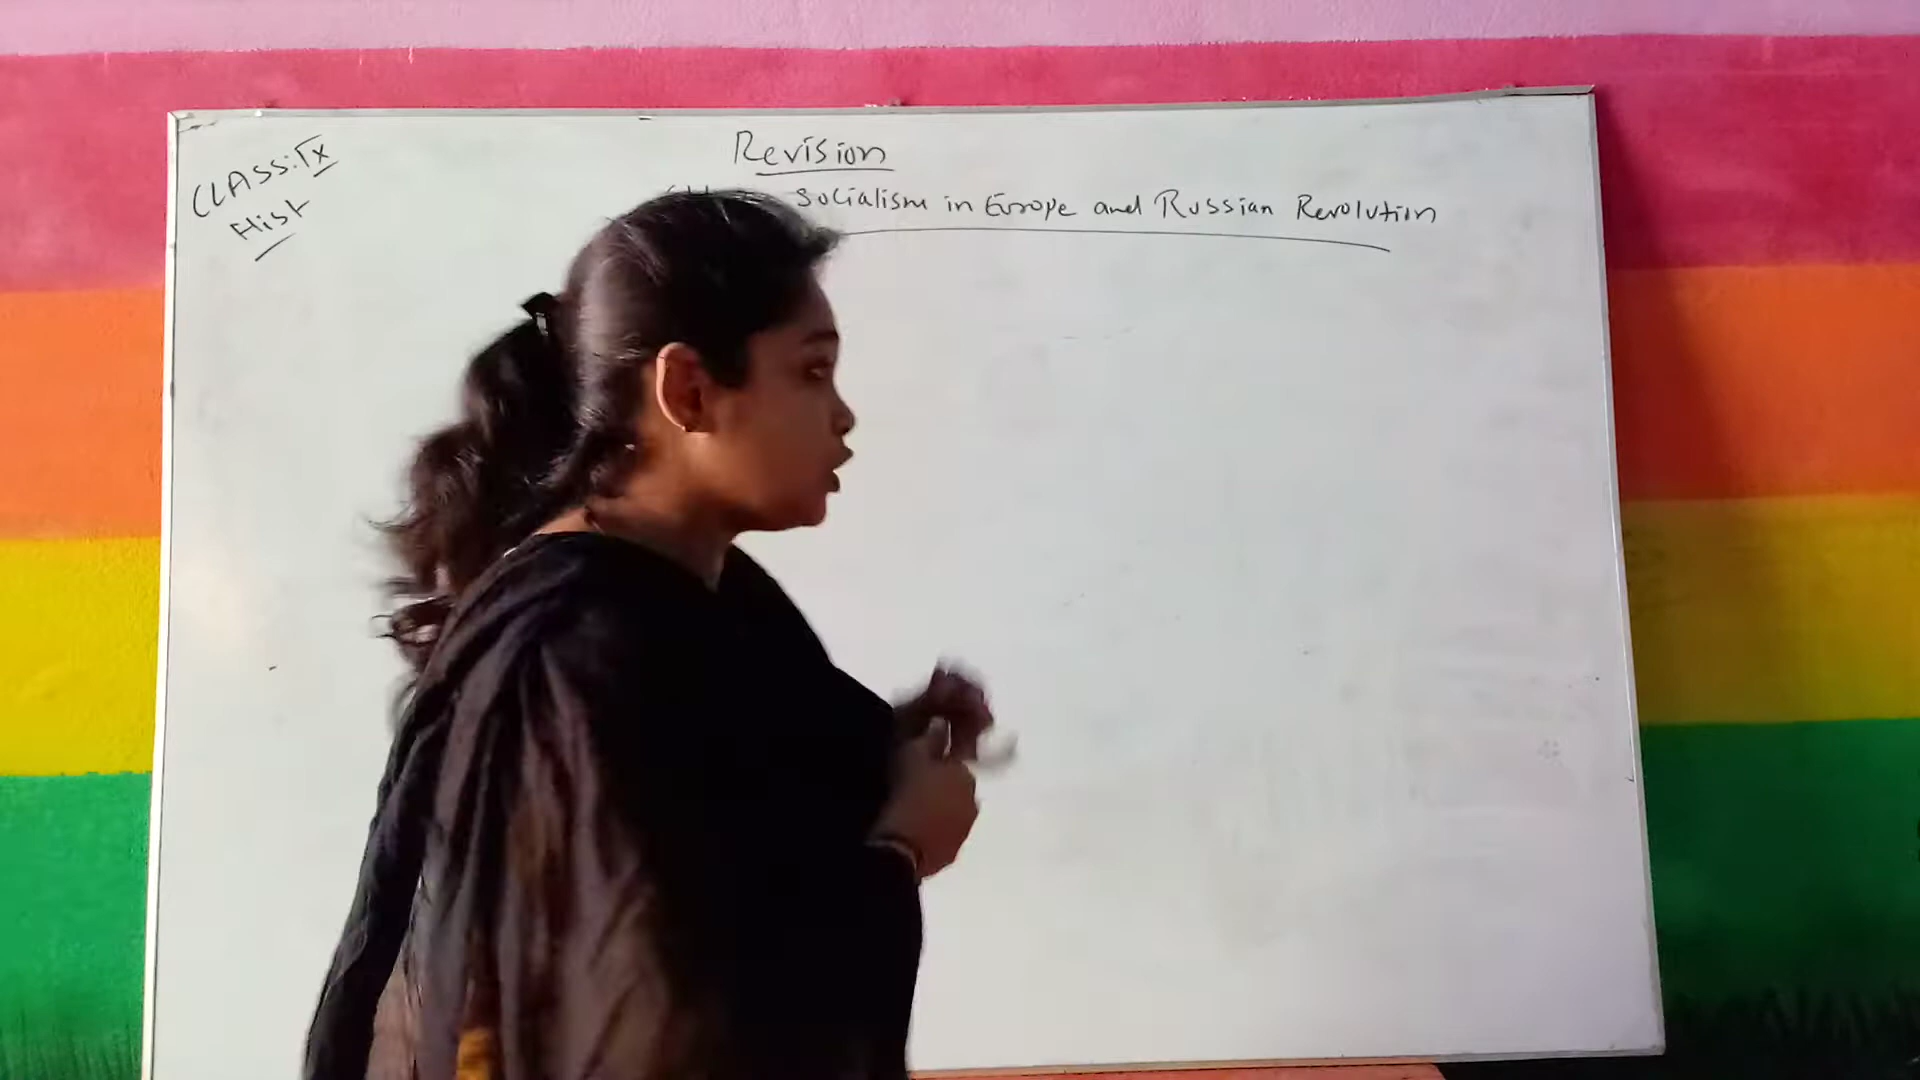 CLASS: IX
Hist
Revision
Socialism in Europe and Russian Revolution